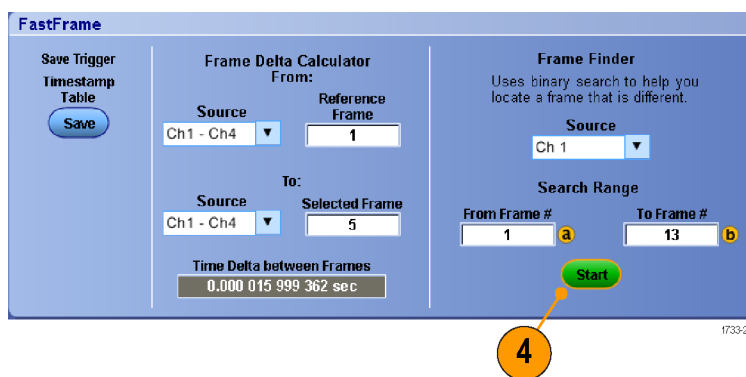 FastFrame
Save Trigger
Timestamp
Table
Save
Frame Delta Calculator
From:
Source
Reference
Frame
Ch1 - Ch4
1
To:
Source
Selected Frame
Ch1 - Ch4
5
Time Delta between Frames
0.000 015 999 362 sec
Frame Finder
Uses binary search to help you
locate a frame that is different.
Source
Ch 1
Search Range
From Frame #
To Frame #
1
a
13
b
Start
4
1733-2